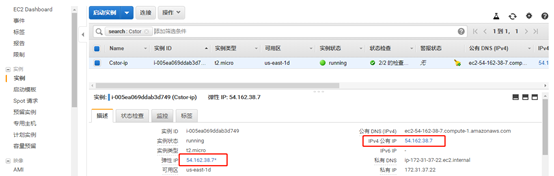 EC2 Dashboard
事件
标签
报告
限制
实例
实例
启动模板
Spot 请求
预留实例
专用主机
计划实例
容量预留
映像
AMI
启动实例 连接 操作
search : Cstor 添加筛选条件
1 到 1，
Name 实例 ID 实例类型 可用区 实例状态 状态检查 警报状态 公有 DNS (IPv4) IPv4
Cstor-ip i-005ea069ddab3d7... t2.micro us-east-1d running 2/2 的检查... 无 ec2-54-162-38-7.compu... 54.16
实例: i-005ea069ddab3d749 (Cstor-ip) 弹性 IP: 54.162.38.7
描述 状态检查 监控 标签
实例 ID i-005ea069ddab3d749 公有 DNS (IPv4) ec2-54-162-38-7.compute-1.amazonaws.com
实例状态 running IPv4 公有 IP 54.162.38.7
实例类型 t2.micro IPv6 IP -
弹性 IP 54.162.38.7* 私有 DNS ip-172-31-37-22.ec2.internal
可用区 us-east-1d 私有 IP 172.31.37.22